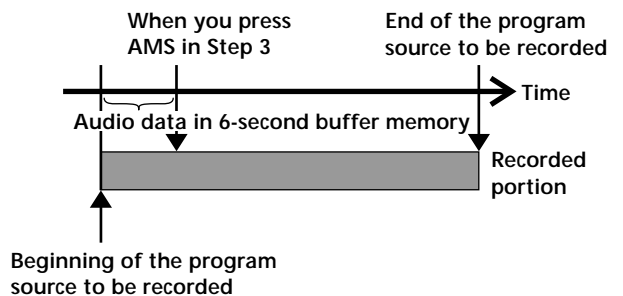 When you press
AMS in Step 3
End of the program
source to be recorded
Time
Audio data in 6-second buffer memory
Recorded
portion
Beginning of the program
source to be recorded